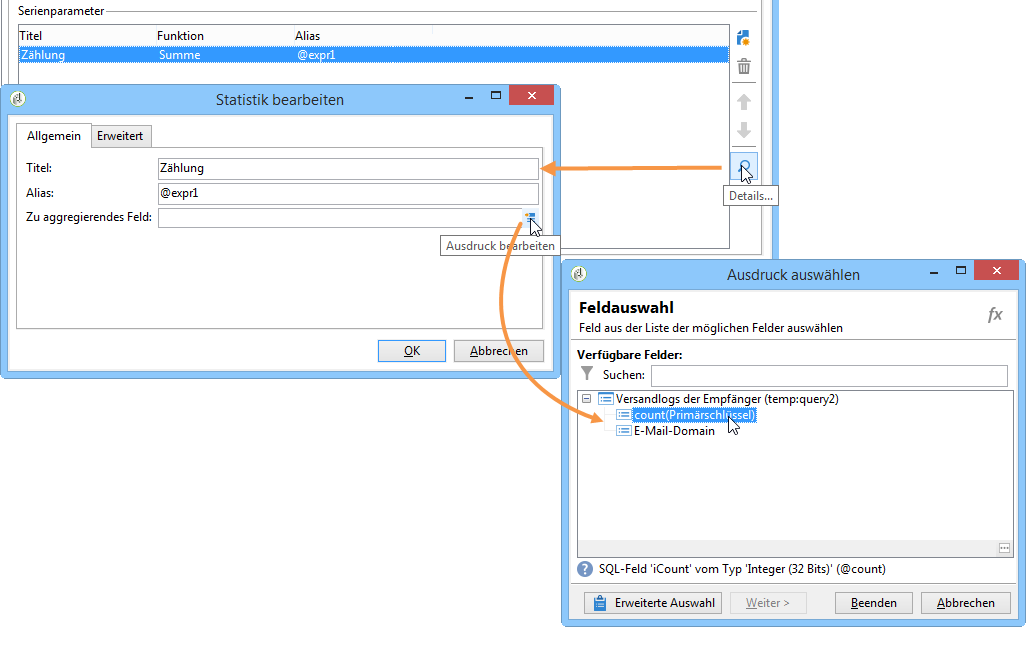 Serienparameter
Titel Funktion Alias
Zählung Summe @expr1
Statistik bearbeiten
Allgemein Erweitert
Titel: Zählung
Alias: @expr1
Zu aggregierendes Feld:
Details...
Ausdruck bearbeiten
OK Abbrechen
Ausdruck auswählen
Feldauswahl
Feld aus der Liste der möglichen Felder auswählen
fx
Verfügbare Felder:
Suchen:
Versandlogs der Empfänger (temp:query2)
count(Primärschlüssel)
E-Mail-Domain
SQL-Feld 'iCount' vom Typ 'Integer (32 Bits)' (@count)
Erweiterte Auswahl Weiter > Beenden Abbrechen